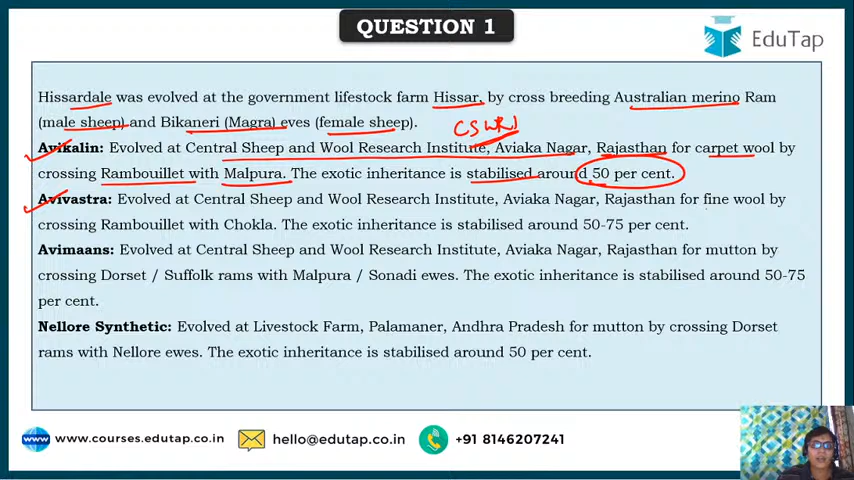 QUESTION 1
EduTap
Hissardale was evolved at the government lifestock farm Hissar, by cross breeding Australian merino Ram
(male sheep) and Bikaneri (Magra) eves (female sheep).
CSWRI
Avikalin: Evolved at Central Sheep and Wool Research Institute, Aviaka Nagar, Rajasthan for carpet wool by
crossing Rambouillet with Malpura. The exotic inheritance is stabilised around 50 per cent.
Avivastra: Evolved at Central Sheep and Wool Research Institute, Aviaka Nagar, Rajasthan for fine wool by
crossing Rambouillet with Chokla. The exotic inheritance is stabilised around 50-75 per cent.
Avimaans: Evolved at Central Sheep and Wool Research Institute, Aviaka Nagar, Rajasthan for mutton by
crossing Dorset / Suffolk rams with Malpura / Sonadi ewes. The exotic inheritance is stabilised around 50-75
per cent.
Nellore Synthetic: Evolved at Livestock Farm, Palamaner, Andhra Pradesh for mutton by crossing Dorset
rams with Nellore ewes. The exotic inheritance is stabilised around 50 per cent.
www.courses.edutap.co.in hello@edutap.co.in +91 8146207241